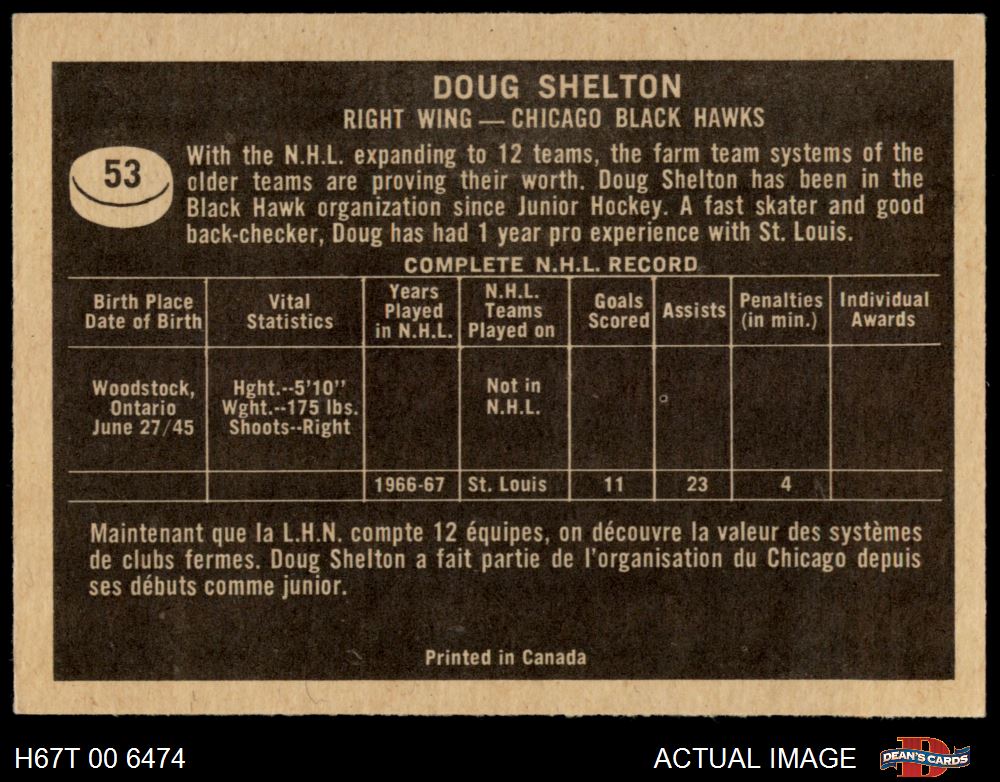 DOUG SHELTON
RIGHT WING — CHICAGO BLACK HAWKS
53
With the N.H.L. expanding to 12 teams, the farm team systems of the
older teams are proving their worth. Doug Shelton has been in the
Black Hawk organization since Junior Hockey. A fast skater and good
back-checker, Doug has had 1 year pro experience with St. Louis.
COMPLETE N.H.L. RECORD
Birth Place
Date of Birth
Vital
Statistics
Years
Played
in N.H.L.
N.H.L.
Teams
Played on
Goals
Scored
Assists
Penalties
(in min.)
Individual
Awards
Woodstock,
Ontario
June 27/45
Hght.--5'10''
Wght.--175 lbs.
Shoots--Right
Not in
N.H.L.
1966-67 St. Louis 11 23 4
Maintenant que la L.H.N. compte 12 équipes, on découvre la valeur des systèmes
de clubs fermes. Doug Shelton a fait partie de l'organisation du Chicago depuis
ses débuts comme junior.
Printed in Canada
H67T 00 6474
ACTUAL IMAGE
DEAN'S CARDS